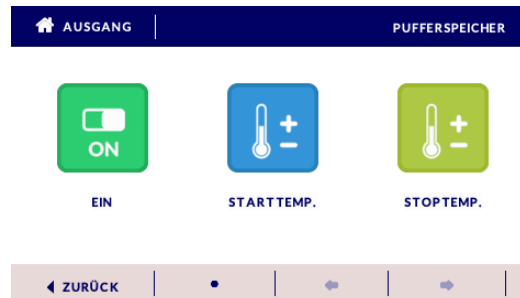 AUSGANG
PUFFERSPEICHER
ON
EIN
STARTTEMP.
STOPTEMP.
ZURÜCK